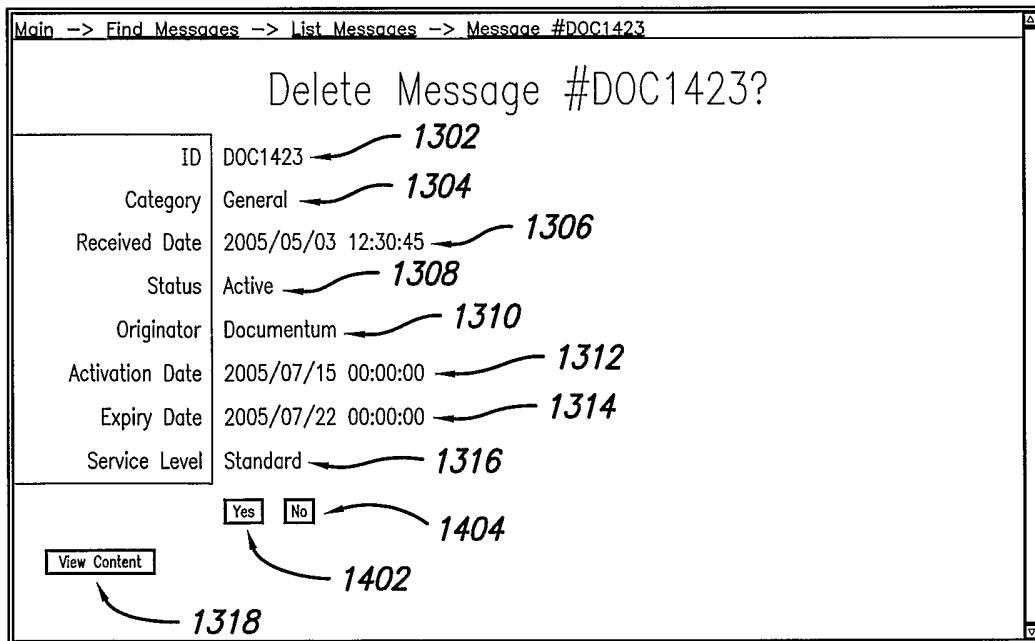 Main -> Find Messages -> List Messages -> Message #DOC1423
Delete Message #DOC1423?
ID DOC1423 1302
Category General 1304
Received Date 2005/05/03 12:30:45 1306
Status Active 1308
Originator Documentum 1310
Activation Date 2005/07/15 00:00:00 1312
Expiry Date 2005/07/22 00:00:00 1314
Service Level Standard 1316
Yes No 1404
View Content 1402
1318